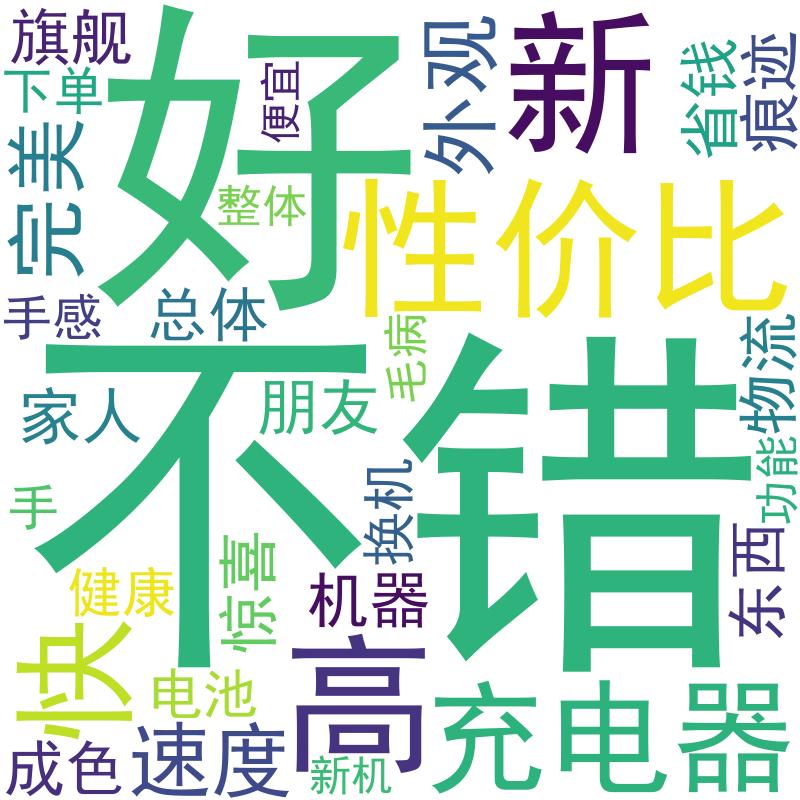 旗舰
好
便宜
外观
新
省钱
痕迹
下单
完美
整体
性价比
手感
总体
不错
毛病
物流
家人
朋友
换机
功能
手
惊喜
东西
健康
机器
快
高
电池
充电器
成色
速度
新机